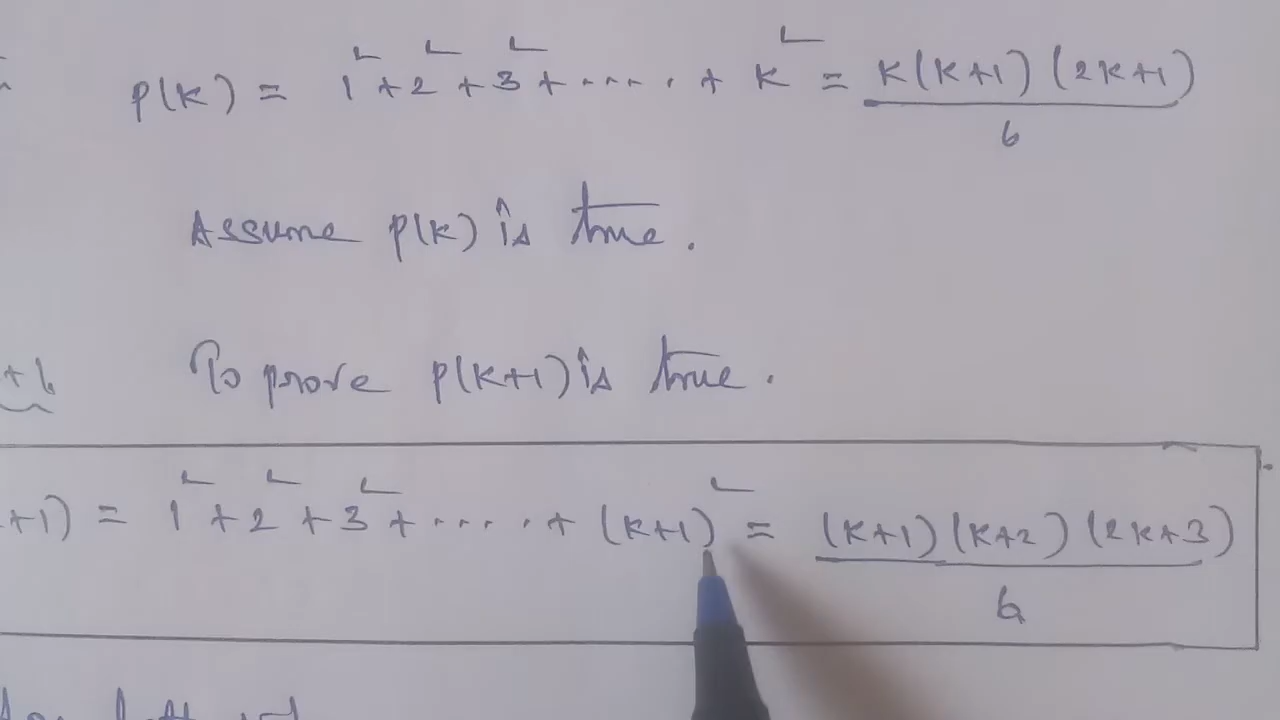 P(K) = 1² + 2² + 3² + ..... + K² = K(K+1)(2K+1)
6
Assume P(K) is true.
+6
To prove P(K+1) is true.
+1) = 1² + 2² + 3² + ..... + (K+1)² = (K+1)(K+2)(2K+3)
6